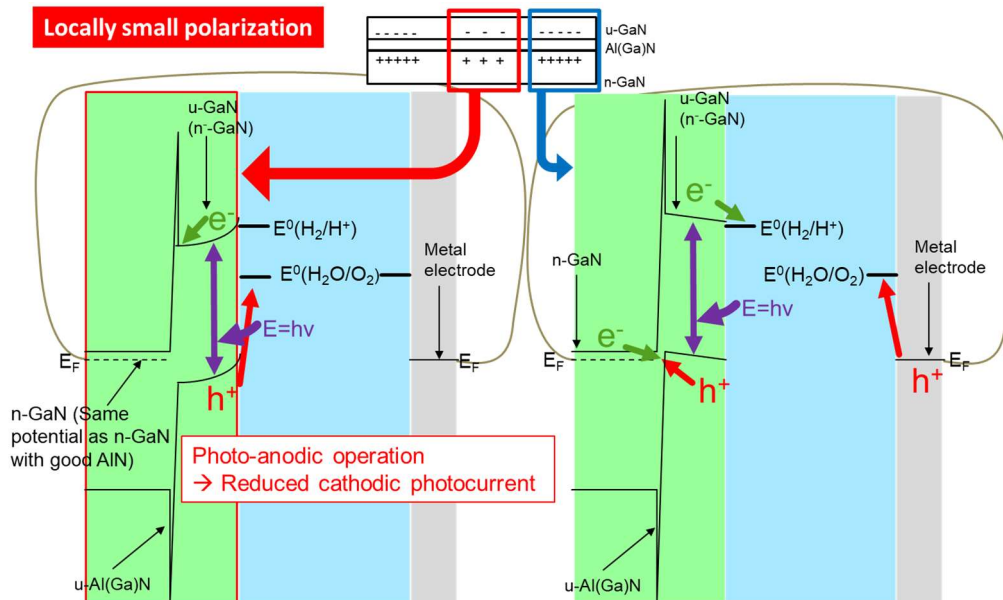 Locally small polarization
- - - - -
- - -
- - - - -
u-GaN
Al(Ga)N
+++++
+ + +
+++++
n-GaN
u-GaN
(n⁻-GaN)
e⁻
E⁰(H₂/H⁺)
E⁰(H₂O/O₂)
Metal
electrode
E=hν
E_F
E_F
h⁺
n-GaN (Same
potential as n-GaN
with good AlN)
Photo-anodic operation
→ Reduced cathodic photocurrent
u-Al(Ga)N
u-GaN
(n⁻-GaN)
e⁻
E⁰(H₂/H⁺)
n-GaN
E⁰(H₂O/O₂)
Metal
electrode
E=hν
e⁻
E_F
h⁺
h⁺
E_F
u-Al(Ga)N